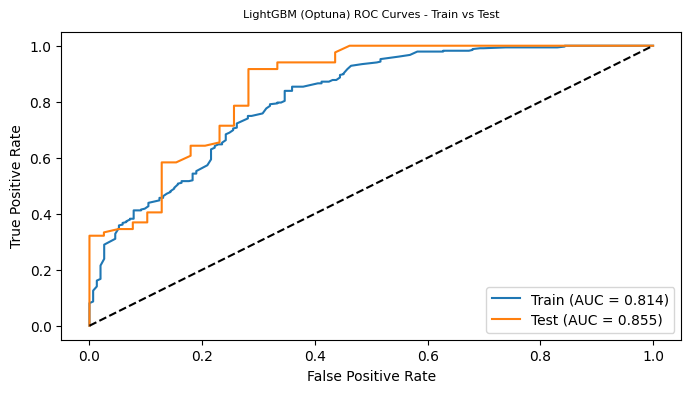 LightGBM (Optuna) ROC Curves - Train vs Test
1.0
0.8
0.6
0.4
0.2
0.0
True Positive Rate
Train (AUC = 0.814)
Test (AUC = 0.855)
0.0 0.2 0.4 0.6 0.8 1.0
False Positive Rate